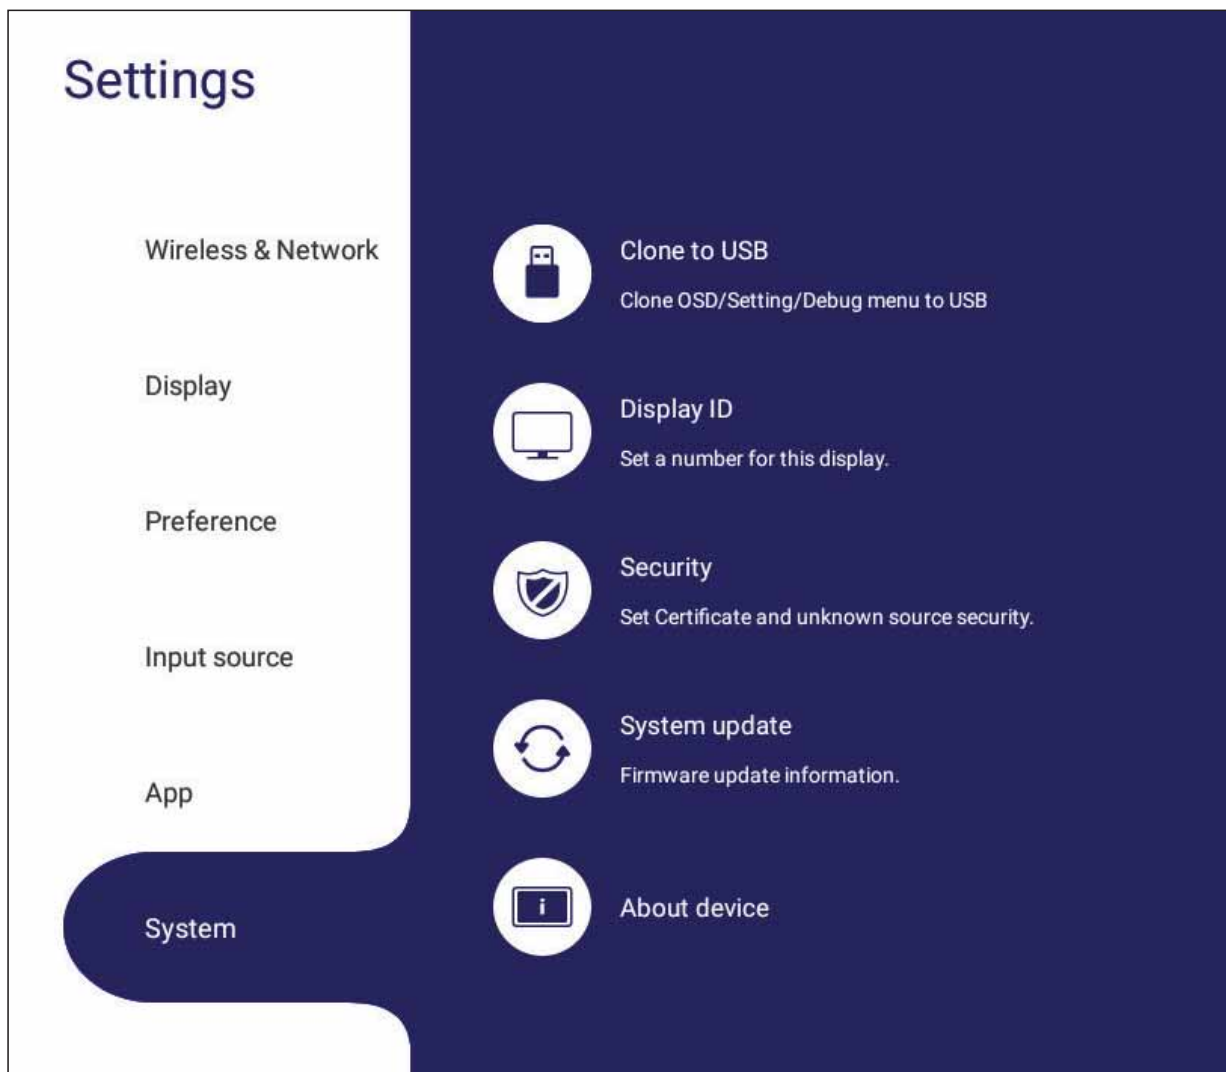 Settings
Wireless & Network
Display
Preference
Input source
App
System
Clone to USB
Clone OSD/Setting/Debug menu to USB
Display ID
Set a number for this display.
Security
Set Certificate and unknown source security.
System update
Firmware update information.
i
About device